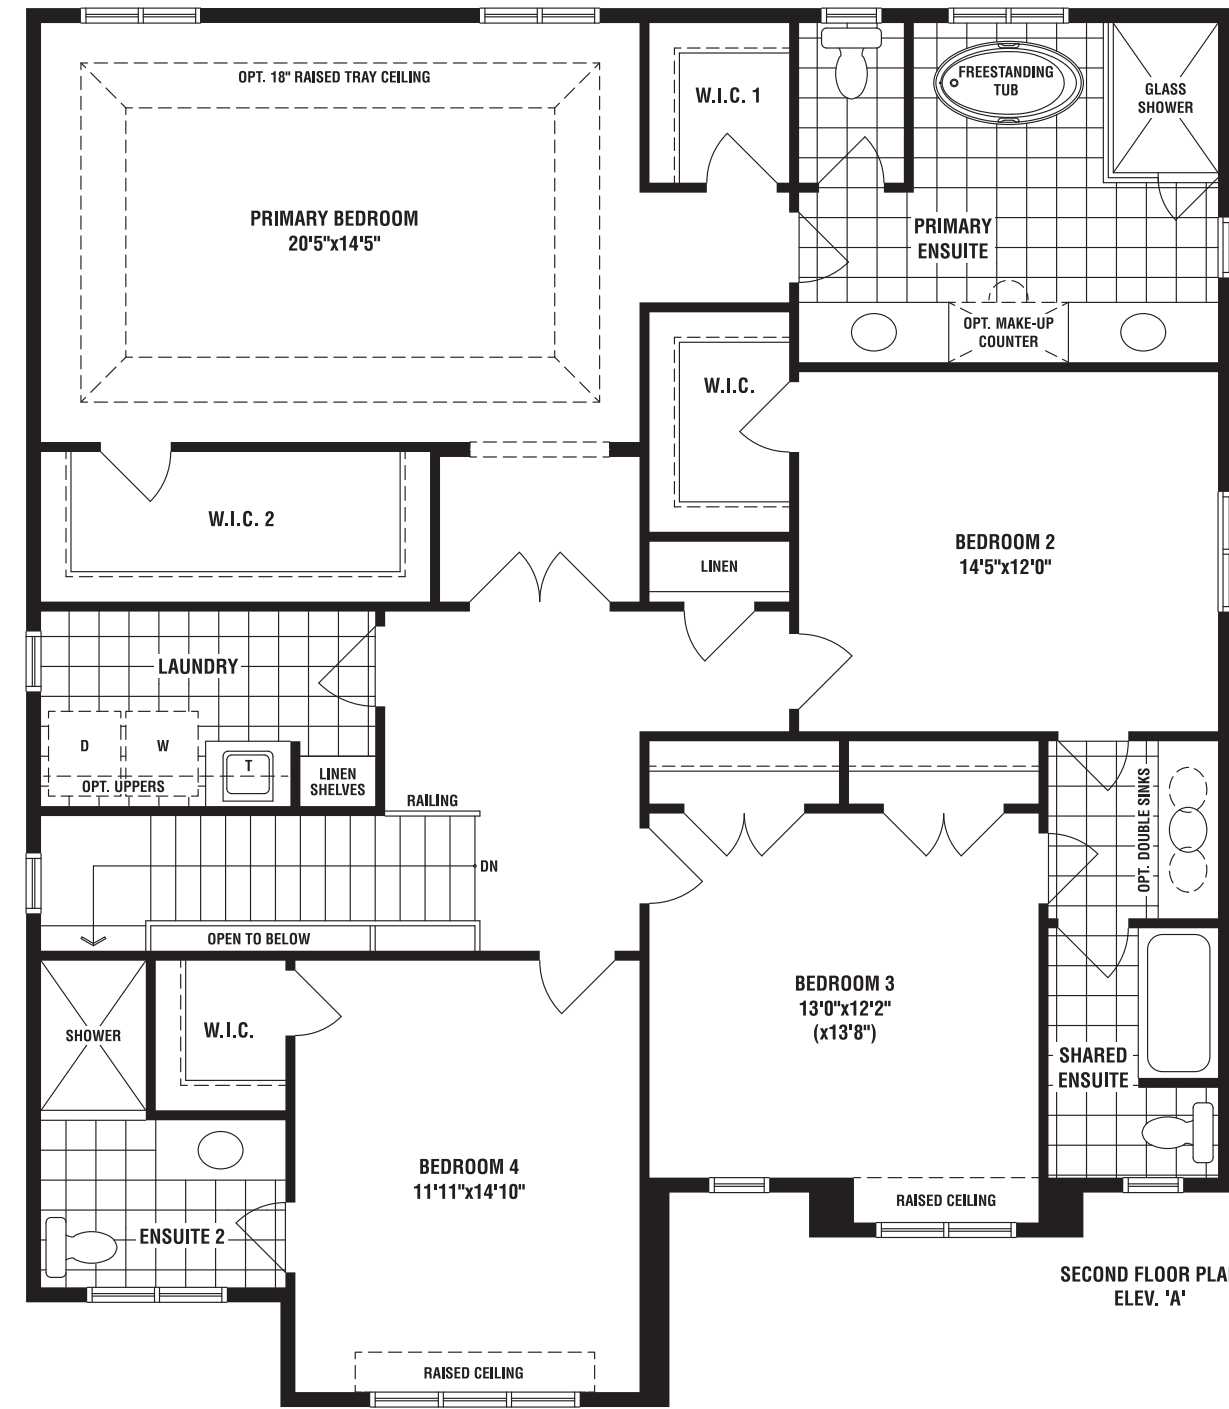 OPT. 18" RAISED TRAY CEILING
W.I.C. 1
FREESTANDING
TUB
GLASS
SHOWER
PRIMARY BEDROOM
20'5"x14'5"
PRIMARY
ENSUITE
OPT. MAKE-UP
COUNTER
W.I.C.
W.I.C. 2
BEDROOM 2
14'5"x12'0"
LINEN
LAUNDRY
D
W
T
OPT. UPPERS
LINEN
SHELVES
RAILING
OPT. DOUBLE SINKS
DN
OPEN TO BELOW
SHOWER
W.I.C.
BEDROOM 3
13'0"x12'2"
(x13'8")
SHARED
ENSUITE
BEDROOM 4
11'11"x14'10"
RAISED CEILING
ENSUITE 2
SECOND FLOOR PLA
ELEV. 'A'
RAISED CEILING